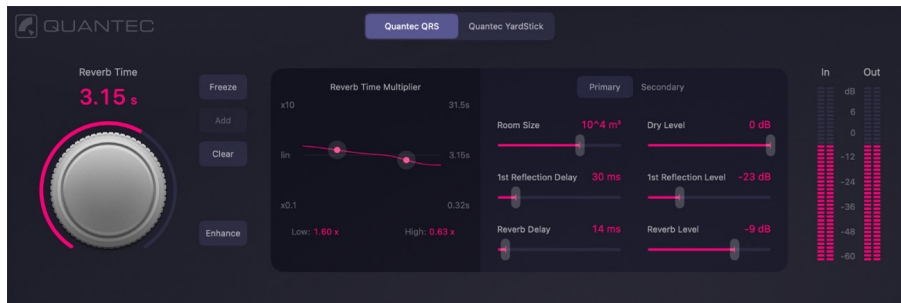 QUANTEC
Quantec QRS Quantec YardStick
Reverb Time
3.15 s
Freeze
Add
Clear
Enhance
Reverb Time Multiplier
x10 31.5s
lin 3.15s
x0.1 0.32s
Low: 1.60 x High: 0.63 x
Primary Secondary
Room Size 10^4 m³ Dry Level 0 dB
1st Reflection Delay 30 ms 1st Reflection Level -23 dB
Reverb Delay 14 ms Reverb Level -9 dB
In Out
dB
6
0
-12
-24
-36
-48
-60